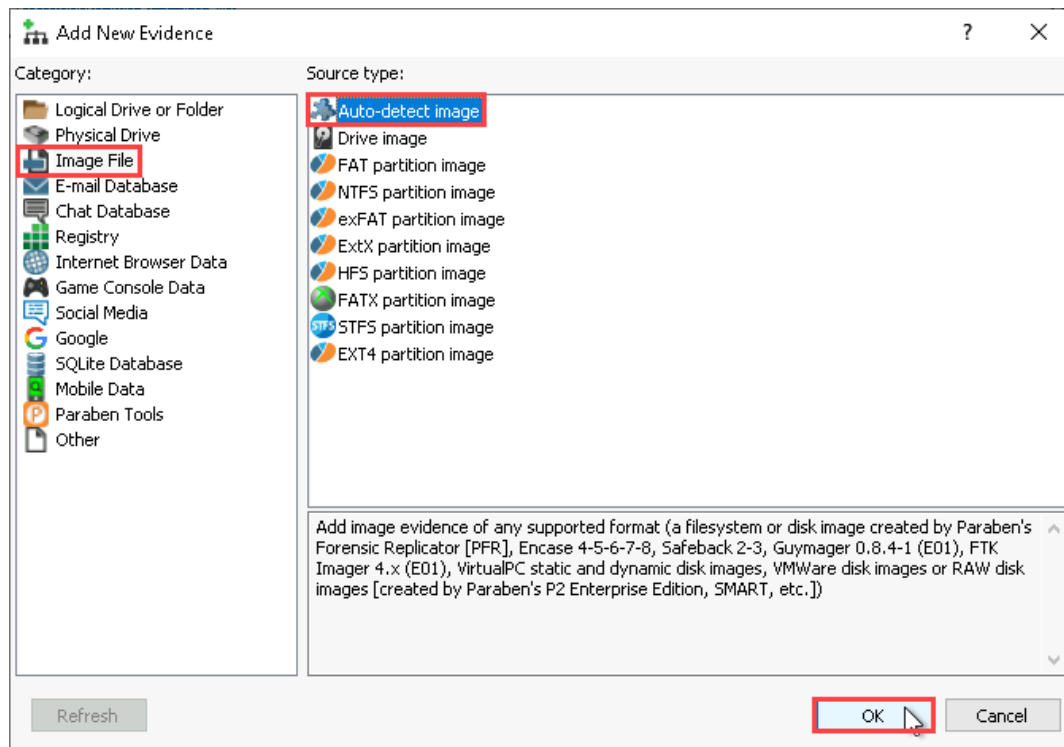 Add New Evidence
?
Category:
Source type:
Logical Drive or Folder
Physical Drive
Image File
E-mail Database
Chat Database
Registry
Internet Browser Data
Game Console Data
Social Media
Google
SQLite Database
Mobile Data
Paraben Tools
Other
Auto-detect image
Drive image
FAT partition image
NTFS partition image
exFAT partition image
ExtX partition image
HFS partition image
FATX partition image
STFS STFS partition image
EXT4 partition image
Add image evidence of any supported format (a filesystem or disk image created by Paraben's
Forensic Replicator [PFR], Encase 4-5-6-7-8, Safeback 2-3, Guymager 0.8.4-1 (E01), FTK
Imager 4.x (E01), VirtualPC static and dynamic disk images, VMWare disk images or RAW disk
images [created by Paraben's P2 Enterprise Edition, SMART, etc.])
Refresh
OK
Cancel